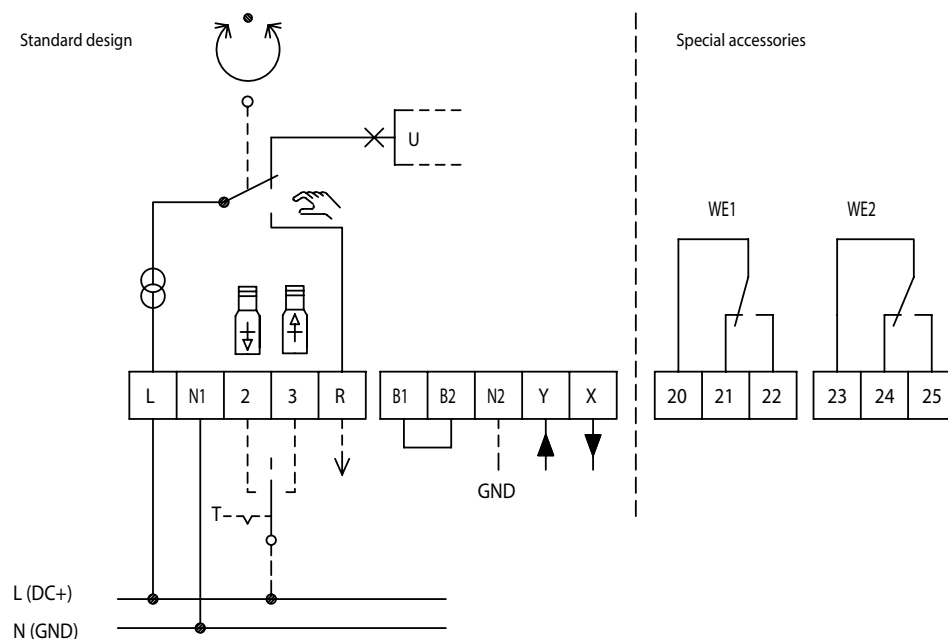 Standard design
Special accessories
U
WE1
WE2
L N1 2 3 R B1 B2 N2 Y X 20 21 22 23 24 25
GND
T
L (DC+)
N (GND)